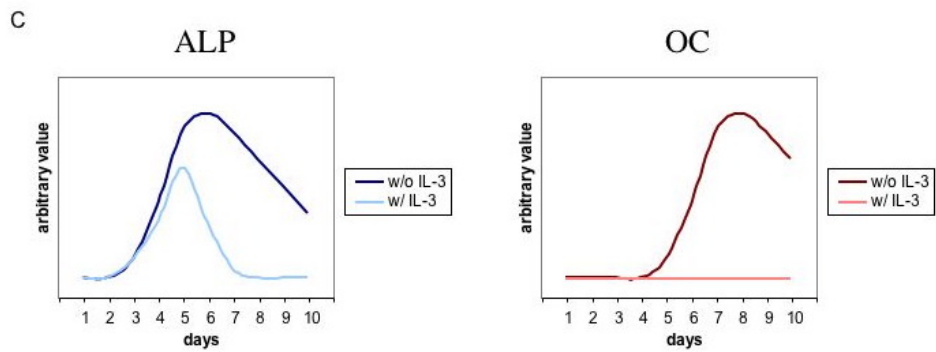 C
ALP
arbitrary value
w/o IL-3
w/ IL-3
1 2 3 4 5 6 7 8 9 10
days
OC
arbitrary value
w/o IL-3
w/ IL-3
1 2 3 4 5 6 7 8 9 10
days